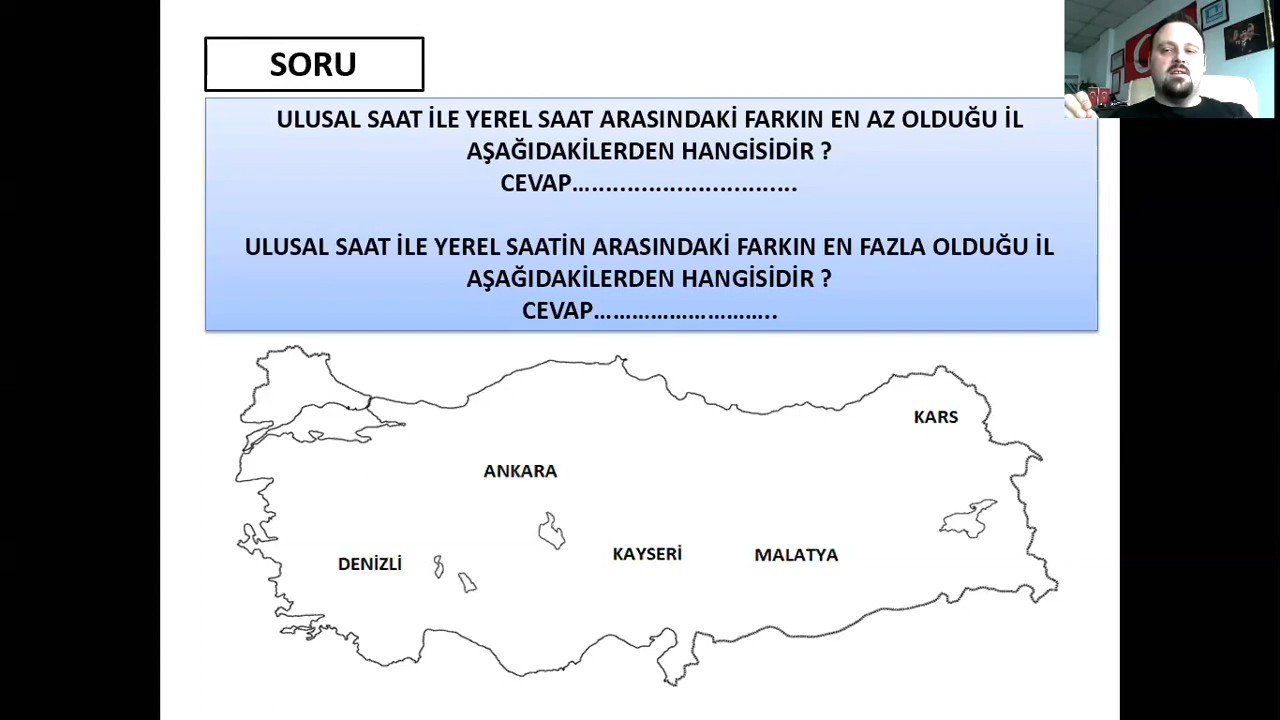 SORU
ULUSAL SAAT İLE YEREL SAAT ARASINDAKİ FARKIN EN AZ OLDUĞU İL
AŞAĞIDAKİLERDEN HANGİSİDİR ?
CEVAP................................
ULUSAL SAAT İLE YEREL SAATİN ARASINDAKİ FARKIN EN FAZLA OLDUĞU İL
AŞAĞIDAKİLERDEN HANGİSİDİR ?
CEVAP………………………..
KARS
ANKARA
KAYSERİ
MALATYA
DENİZLİ